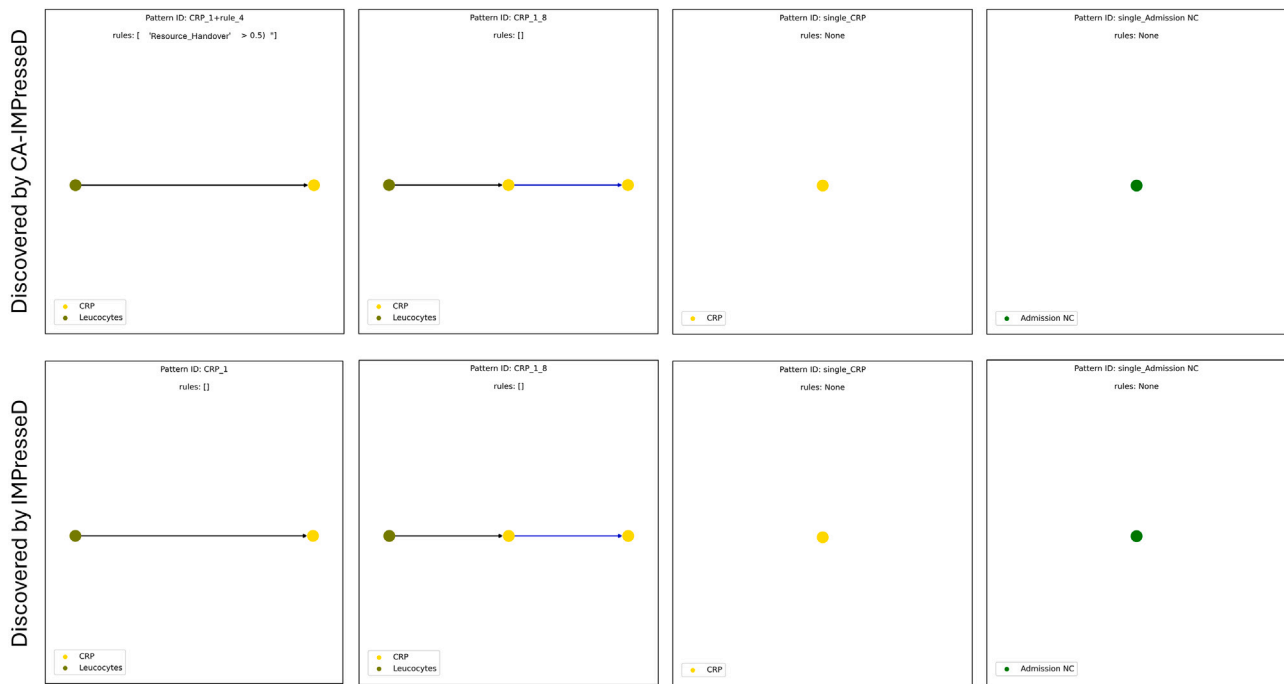 Discovered by CA-IMPresseD
Pattern ID: CRP_1+rule_4
rules: [ 'Resource_Handover' > 0.5) "]
CRP
Leucocytes
Pattern ID: CRP_1_8
rules: []
CRP
Leucocytes
Pattern ID: single_CRP
rules: None
CRP
Pattern ID: single_Admission NC
rules: None
Admission NC
Discovered by IMPresseD
Pattern ID: CRP_1
rules: []
CRP
Leucocytes
Pattern ID: CRP_1_8
rules: []
CRP
Leucocytes
Pattern ID: single_CRP
rules: None
CRP
Pattern ID: single_Admission NC
rules: None
Admission NC